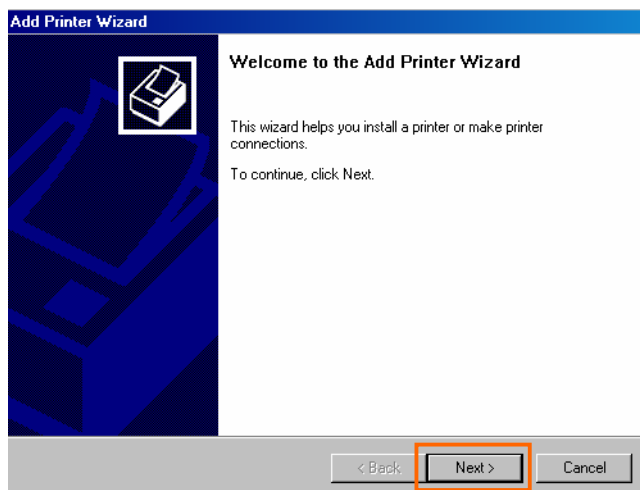 Add Printer Wizard
Welcome to the Add Printer Wizard
This wizard helps you install a printer or make printer
connections.
To continue, click Next.
< Back Next > Cancel